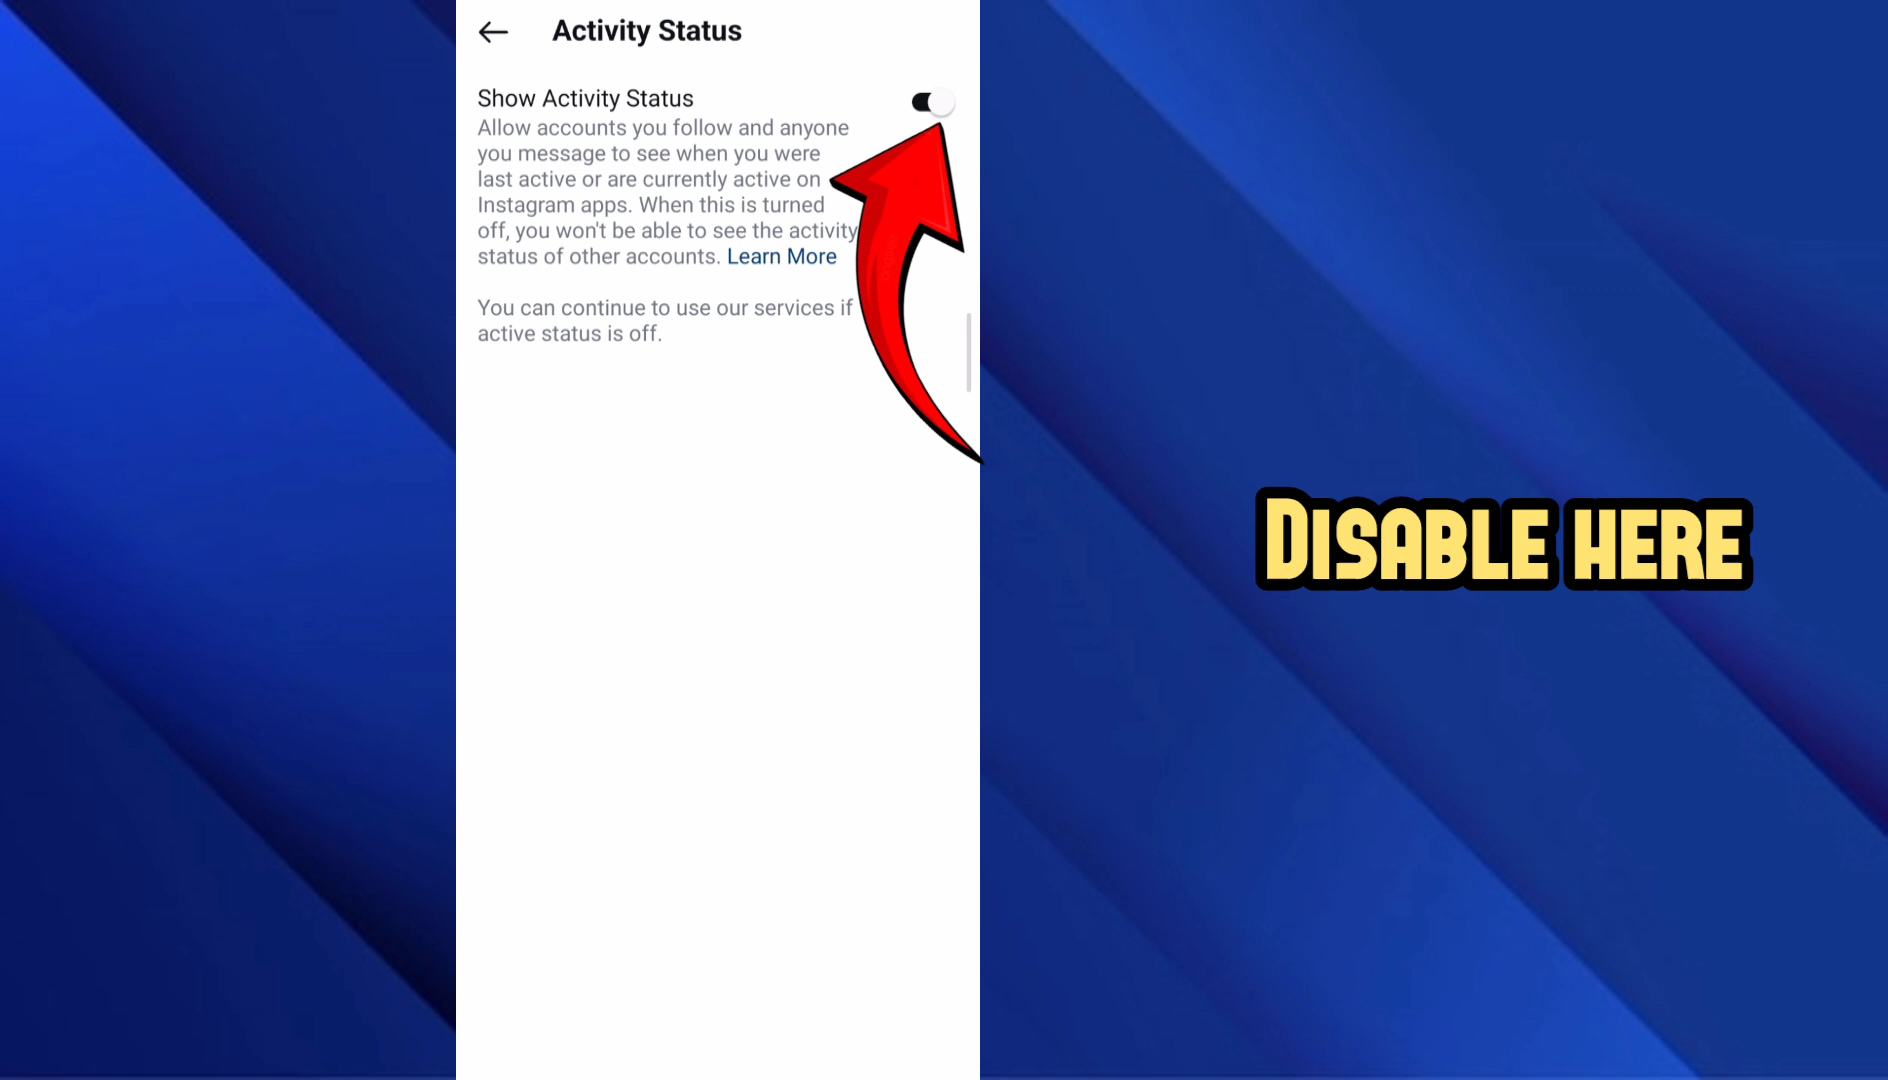 Activity Status
Show Activity Status
Allow accounts you follow and anyone
you message to see when you were
last active or are currently active on
Instagram apps. When this is turned
off, you won't be able to see the activity
status of other accounts. Learn More
You can continue to use our services if
active status is off.
DISABLE HERE